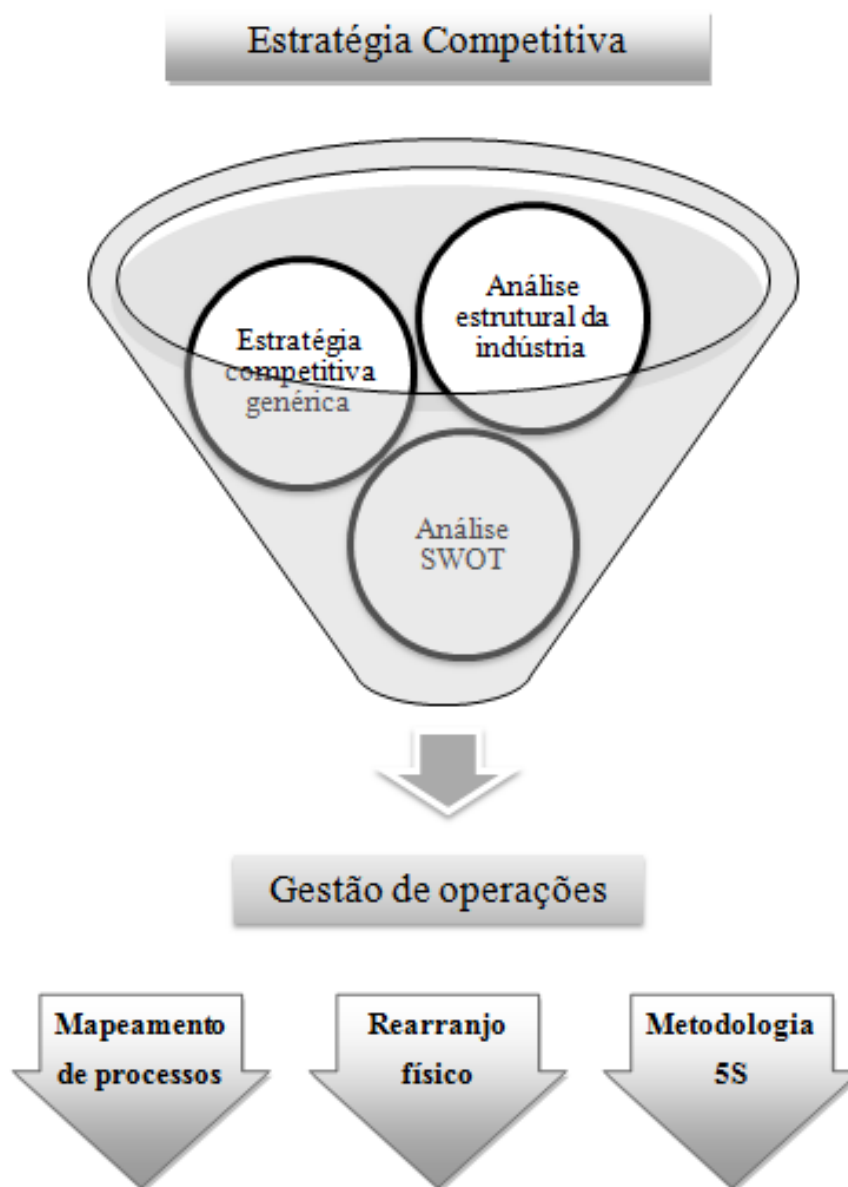 Estratégia Competitiva
Estratégia
competitiva
genérica
Análise
estrutural da
indústria
Análise
SWOT
Gestão de operações
Mapeamento
de processos
Rearranjo
físico
Metodologia
5S